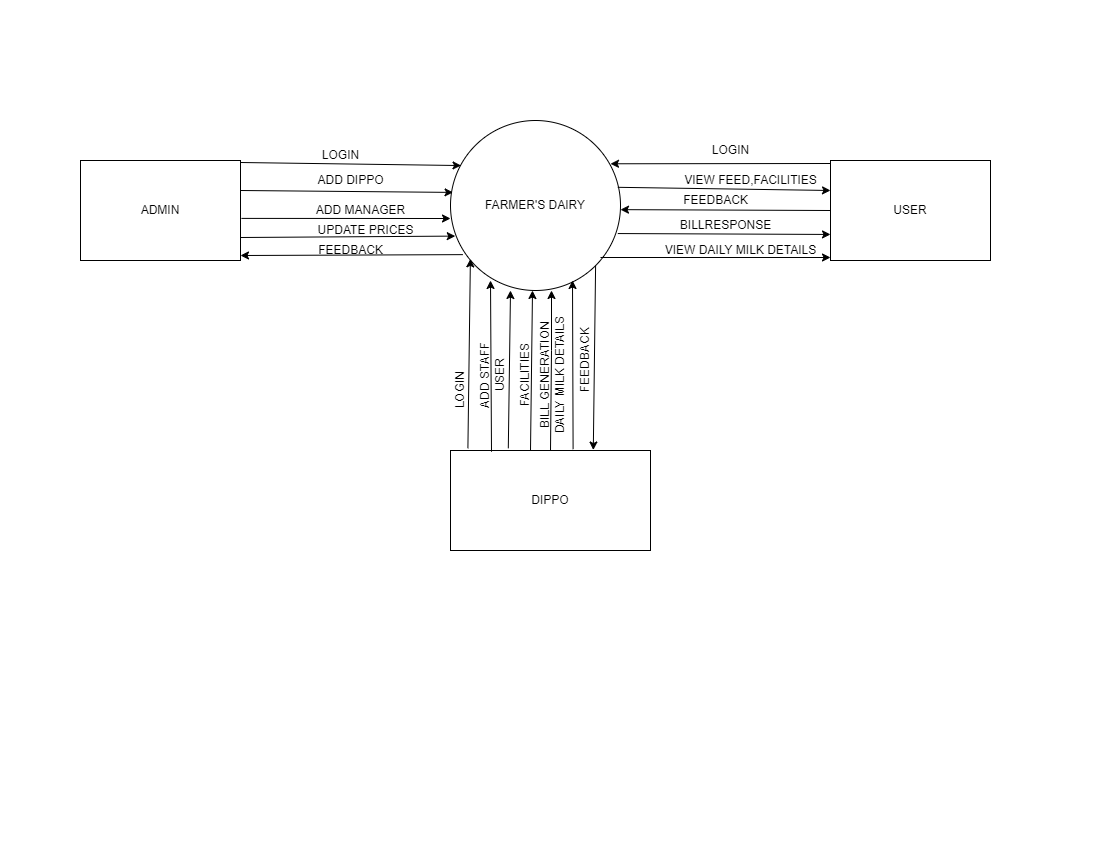 LOGIN
ADD DIPPO
ADMIN
ADD MANAGER
UPDATE PRICES
FEEDBACK
FARMER'S DAIRY
LOGIN
VIEW FEED,FACILITIES
FEEDBACK
USER
BILLRESPONSE
VIEW DAILY MILK DETAILS
LOGIN
ADD STAFF
USER
FACILITIES
BILL GENERATION
DAILY MILK DETAILS
FEEDBACK
DIPPO